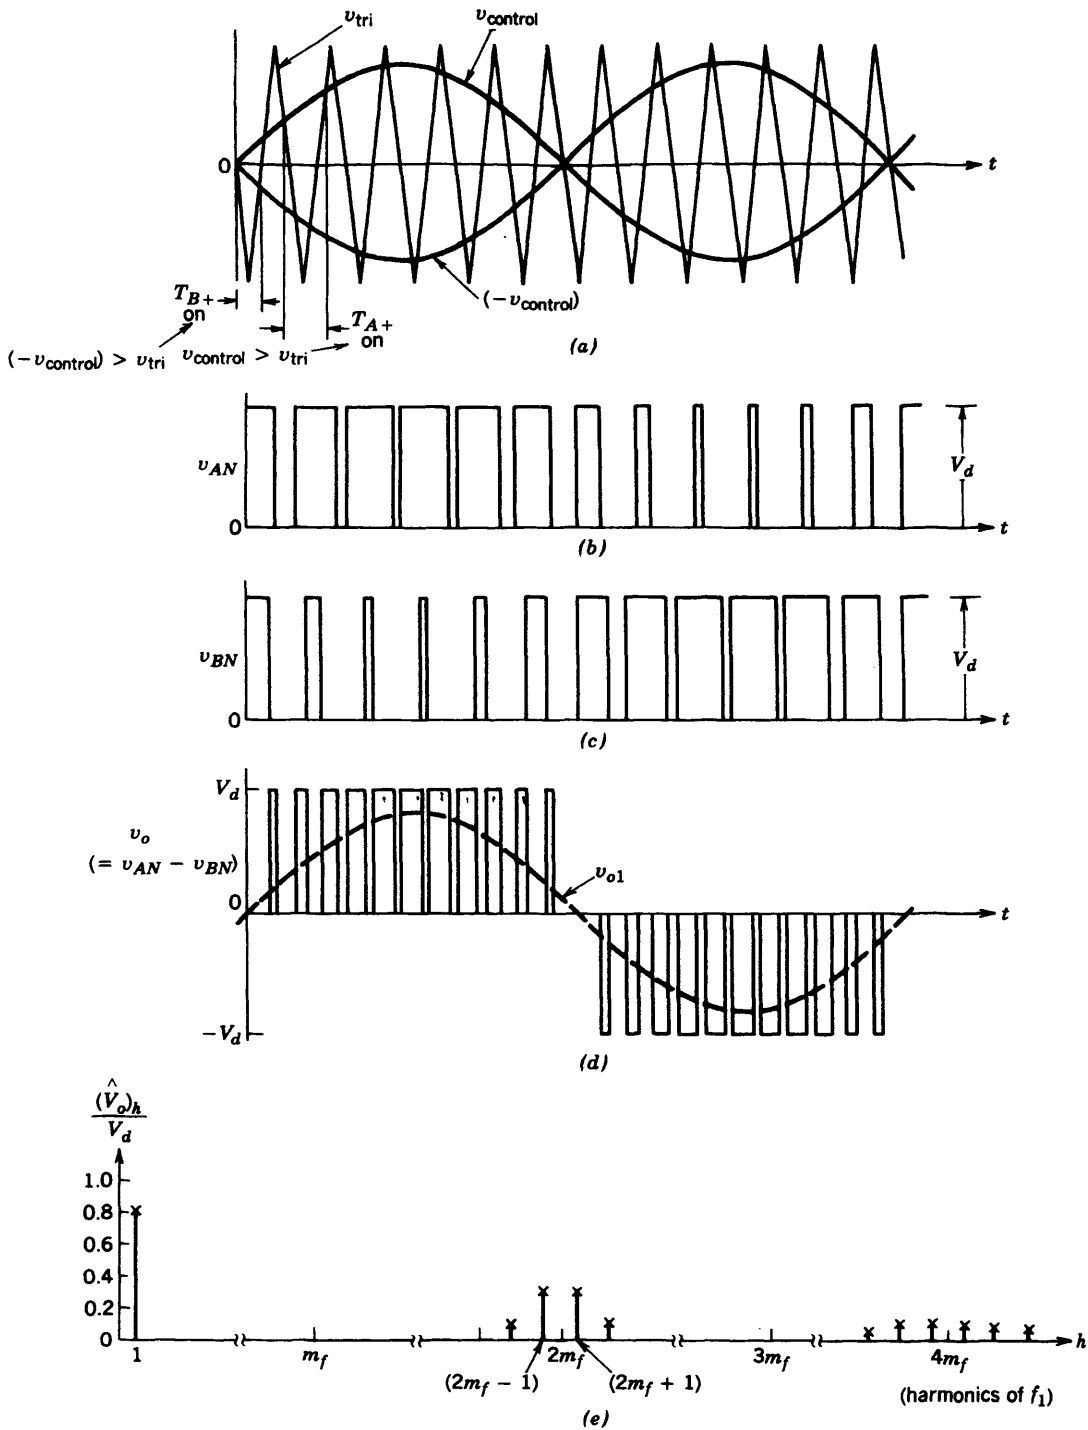 v_tri
v_control
0
t
(-v_control)
T_B+
on
T_A+
on
(-v_control) > v_tri
v_control > v_tri
(a)
v_AN
V_d
0
t
(b)
v_BN
V_d
0
t
(c)
V_d
v_o
(= v_AN - v_BN)
v_o1
0
t
-V_d
(d)
(V̂_o)_h
V_d
1.0
0.8
0.6
0.4
0.2
0
1
m_f
2m_f
3m_f
4m_f
h
(2m_f - 1)
(2m_f + 1)
(harmonics of f_1)
(e)